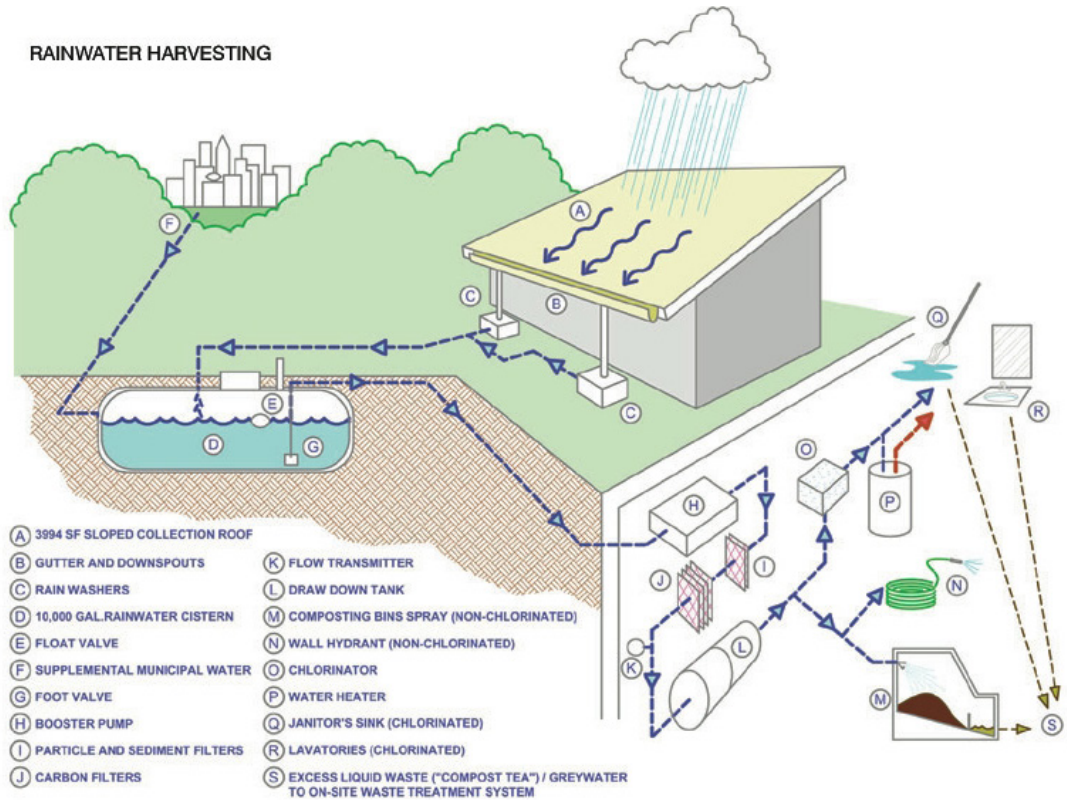 RAINWATER HARVESTING
F
A
C
B
C
E
D
G
Q
R
O
P
H
I
J
N
K
L
M
S
A 3994 SF SLOPED COLLECTION ROOF
B GUTTER AND DOWNSPOUTS
C RAIN WASHERS
D 10,000 GAL.RAINWATER CISTERN
E FLOAT VALVE
F SUPPLEMENTAL MUNICIPAL WATER
G FOOT VALVE
H BOOSTER PUMP
I PARTICLE AND SEDIMENT FILTERS
J CARBON FILTERS
K FLOW TRANSMITTER
L DRAW DOWN TANK
M COMPOSTING BINS SPRAY (NON-CHLORINATED)
N WALL HYDRANT (NON-CHLORINATED)
O CHLORINATOR
P WATER HEATER
Q JANITOR'S SINK (CHLORINATED)
R LAVATORIES (CHLORINATED)
S EXCESS LIQUID WASTE ("COMPOST TEA") / GREYWATER
TO ON-SITE WASTE TREATMENT SYSTEM